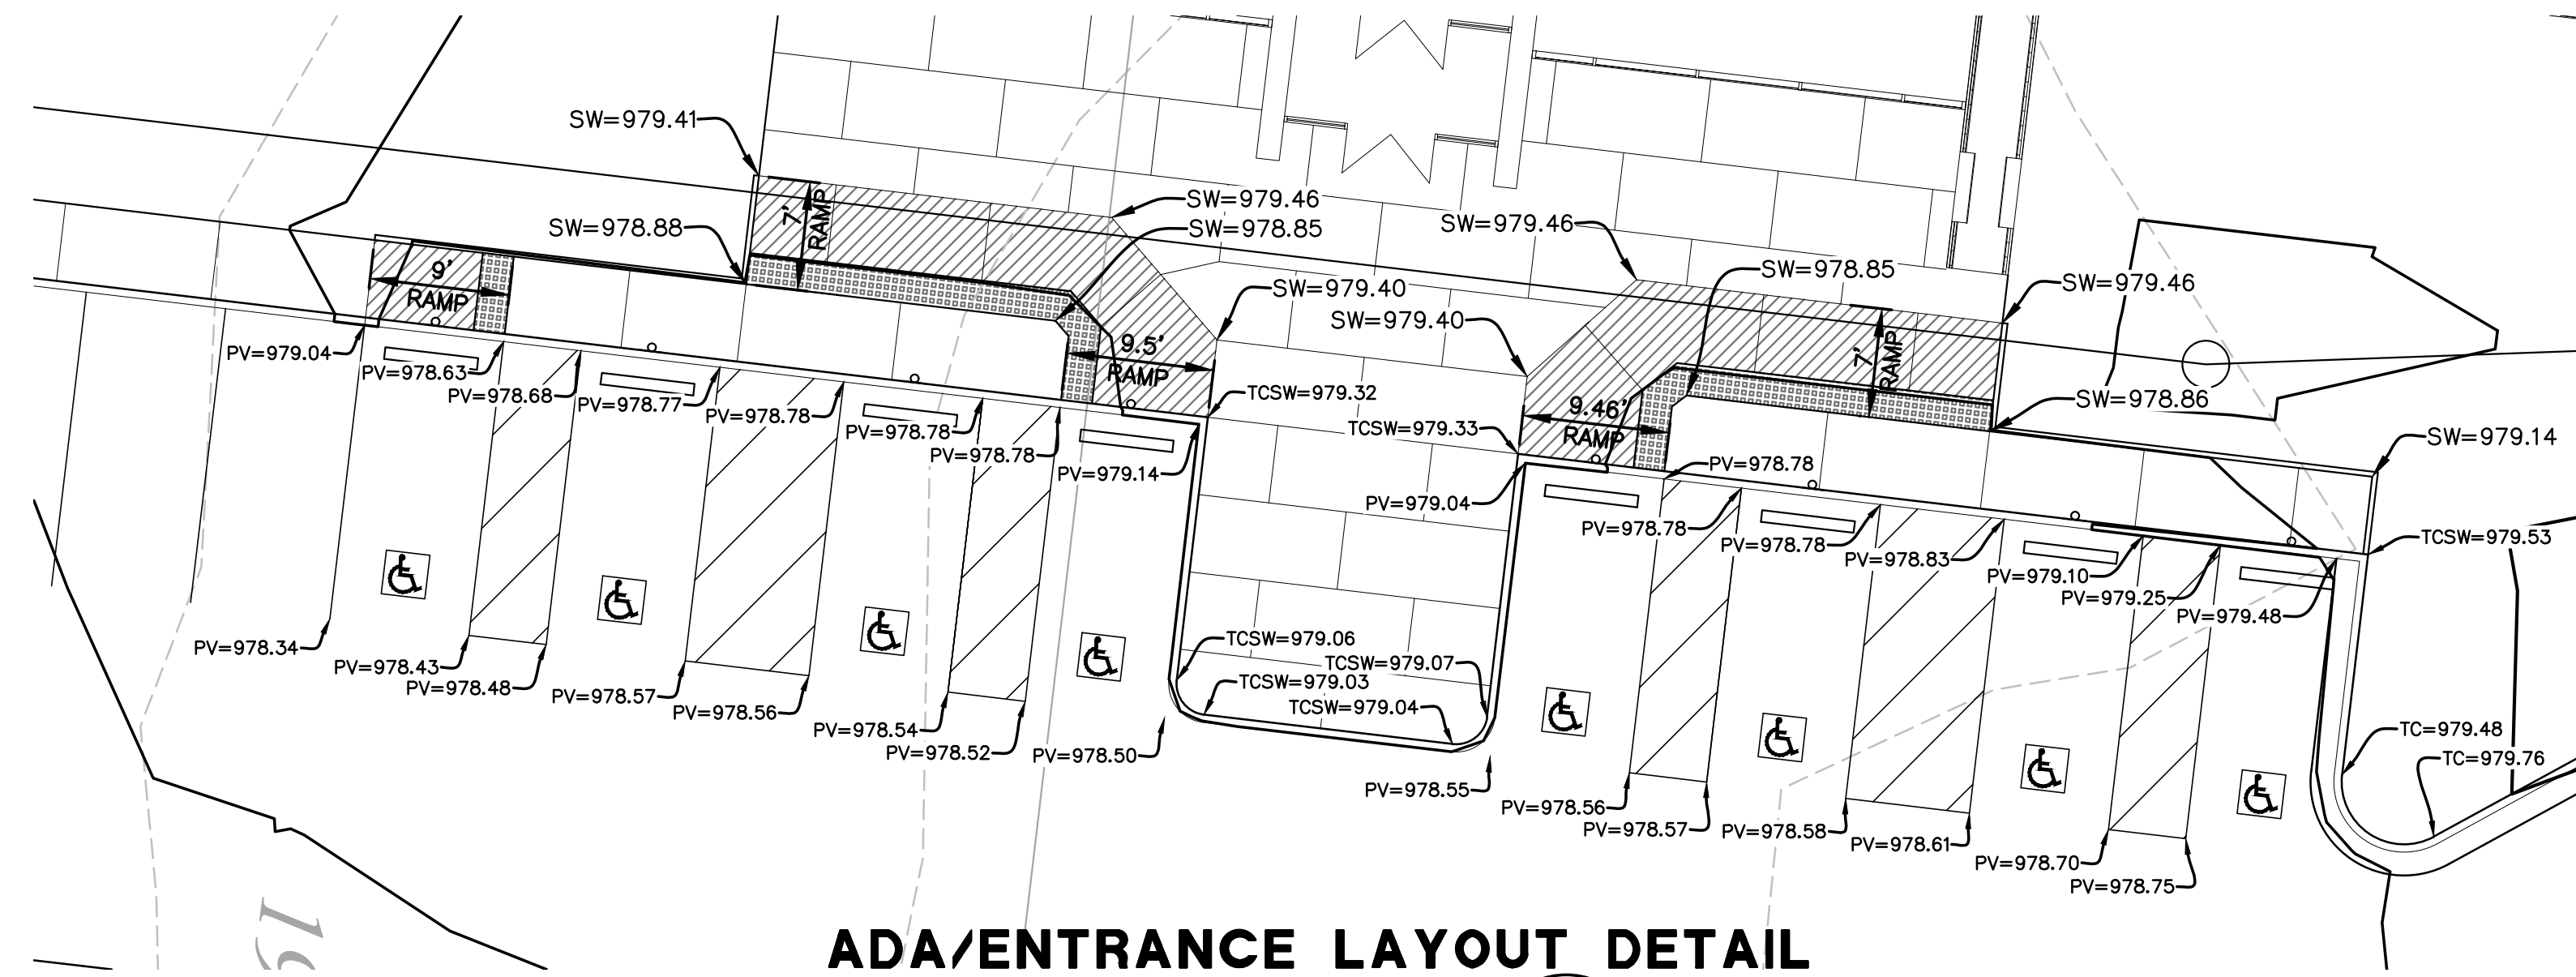 SW=979.41
SW=979.46
SW=978.85
SW=978.88
SW=979.46
SW=978.85
SW=979.46
SW=979.40
SW=979.40
SW=978.86
SW=979.14
7'
RAMP
9'
RAMP
9.5'
RAMP
9.46'
RAMP
7'
RAMP
PV=979.04
PV=978.63
PV=978.68
PV=978.77
PV=978.78
PV=978.78
PV=978.78
PV=979.14
TCSW=979.32
TCSW=979.33
PV=979.04
PV=978.78
PV=978.78
PV=978.78
PV=978.83
PV=979.10
PV=979.25
PV=979.48
TCSW=979.53
PV=978.34
PV=978.43
PV=978.48
PV=978.57
PV=978.56
PV=978.54
PV=978.52
PV=978.50
TCSW=979.06
TCSW=979.07
TCSW=979.03
TCSW=979.04
PV=978.55
PV=978.56
PV=978.57
PV=978.58
PV=978.61
PV=978.70
PV=978.75
TC=979.48
TC=979.76
ADA/ENTRANCE LAYOUT DETAIL